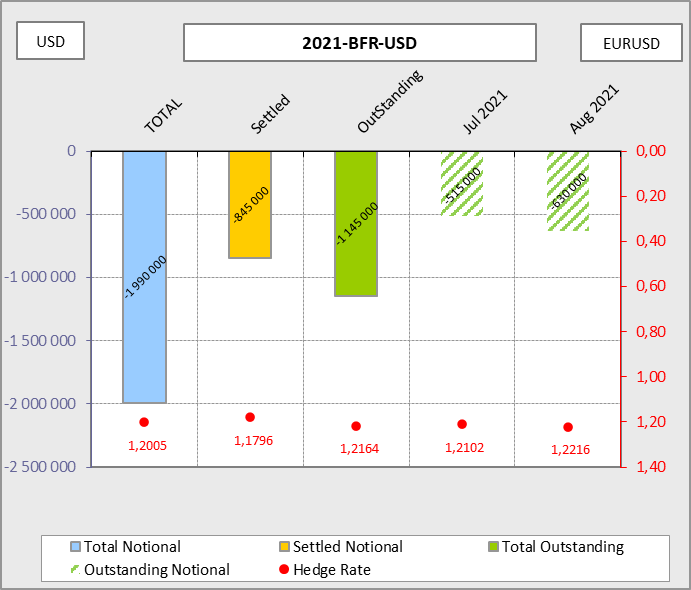 USD
2021-BFR-USD
EURUSD
TOTAL
Settled
OutStanding
Jul 2021
Aug 2021
0
-500 000
-1 000 000
-1 500 000
-2 000 000
-2 500 000
0,00
0,20
0,40
0,60
0,80
1,00
1,20
1,40
-1 990 000
-845 000
-1 145 000
-515 000
-630 000
1,2005
1,1796
1,2164
1,2102
1,2216
Total Notional
Settled Notional
Total Outstanding
Outstanding Notional
Hedge Rate